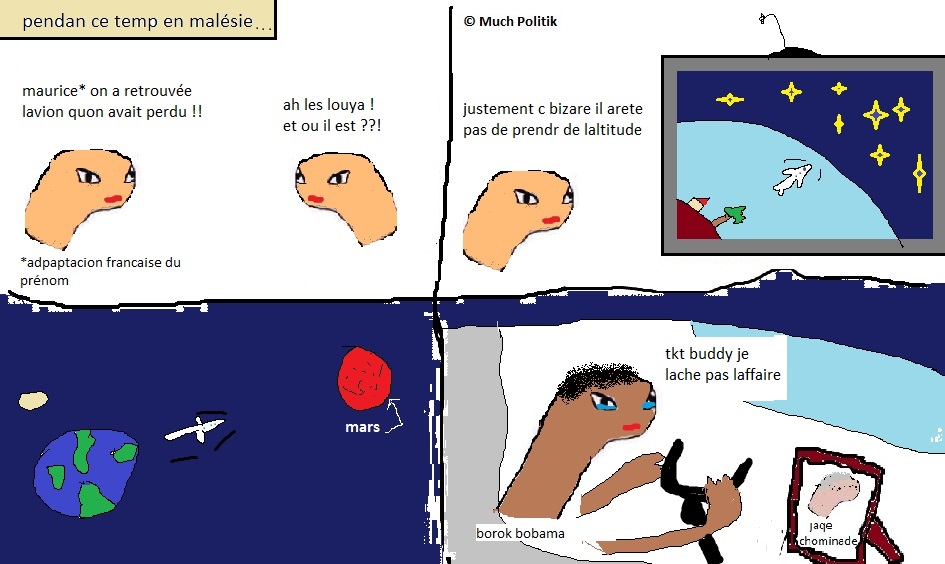 pendan ce temp en malésie...
© Much Politik
maurice* on a retrouvée
lavion quon avait perdu !!
ah les louya !
et ou il est ??!
*adpaptacion francaise du
prénom
justement c bizare il arete
pas de prendr de laltitude
mars
tkt buddy je
lache pas laffaire
borok bobama
jaqe
chominade